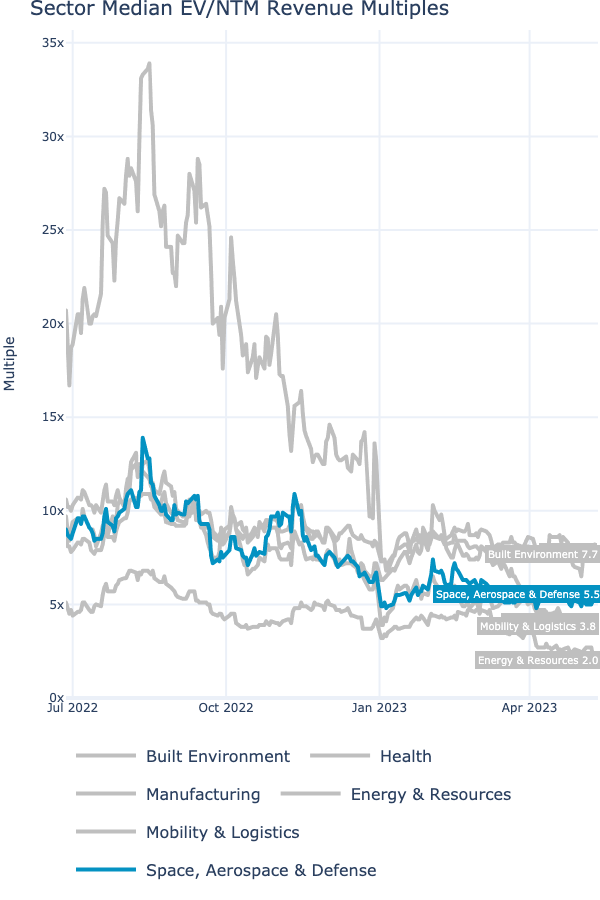 Sector Median EV/NTM Revenue Multiples
35x
30x
25x
20x
15x
10x
5x
0x
Multiple
Built Environment 7.7
Space, Aerospace & Defense 5.5
Mobility & Logistics 3.8
Energy & Resources 2.0
Jul 2022 Oct 2022 Jan 2023 Apr 2023
Built Environment Health
Manufacturing Energy & Resources
Mobility & Logistics
Space, Aerospace & Defense